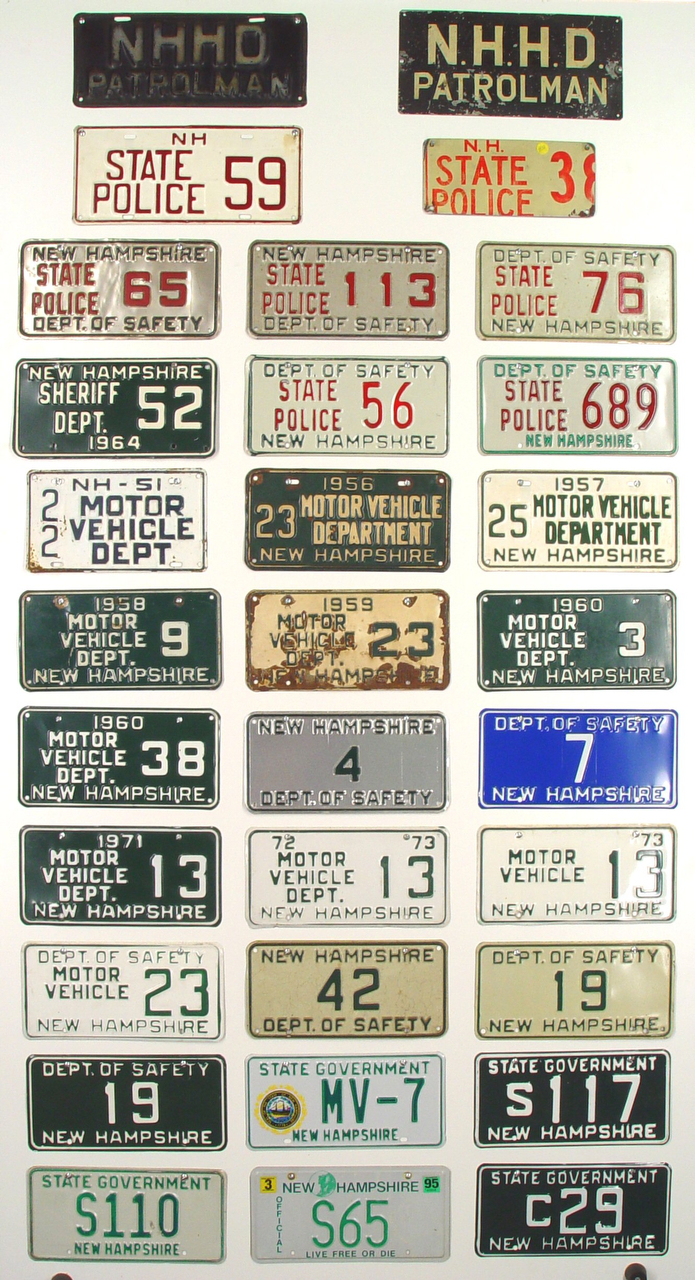 NHHD
PATROLMAN
N.H.H.D.
PATROLMAN
NH
STATE
POLICE 59
N.H.
STATE
POLICE 38
NEW HAMPSHIRE
STATE
POLICE 65
DEPT. OF SAFETY
NEW HAMPSHIRE
STATE
POLICE 113
DEPT. OF SAFETY
DEPT. OF SAFETY
STATE
POLICE 76
NEW HAMPSHIRE
NEW HAMPSHIRE
SHERIFF
DEPT. 52
1964
DEPT. OF SAFETY
STATE
POLICE 56
NEW HAMPSHIRE
DEPT. OF SAFETY
STATE
POLICE 689
NEW HAMPSHIRE
NH-51
22 MOTOR
VEHICLE
DEPT.
1956
23 MOTOR VEHICLE
DEPARTMENT
NEW HAMPSHIRE
1957
25 MOTOR VEHICLE
DEPARTMENT
NEW HAMPSHIRE
1958
MOTOR
VEHICLE 9
DEPT.
NEW HAMPSHIRE
1959
MOTOR
VEHICLE 23
DEPT.
NEW HAMPSHIRE
1960
MOTOR
VEHICLE 3
DEPT.
NEW HAMPSHIRE
1960
MOTOR
VEHICLE 38
DEPT.
NEW HAMPSHIRE
NEW HAMPSHIRE
4
DEPT. OF SAFETY
DEPT. OF SAFETY
7
NEW HAMPSHIRE
1971
MOTOR
VEHICLE 13
DEPT.
NEW HAMPSHIRE
72 73
MOTOR
VEHICLE 13
DEPT.
NEW HAMPSHIRE
73
MOTOR
VEHICLE 13
NEW HAMPSHIRE
DEPT. OF SAFETY
MOTOR
VEHICLE 23
NEW HAMPSHIRE
NEW HAMPSHIRE
42
DEPT. OF SAFETY
DEPT. OF SAFETY
19
NEW HAMPSHIRE
DEPT. OF SAFETY
19
NEW HAMPSHIRE
STATE GOVERNMENT
MV-7
NEW HAMPSHIRE
STATE GOVERNMENT
S117
NEW HAMPSHIRE
STATE GOVERNMENT
S110
NEW HAMPSHIRE
3 NEW HAMPSHIRE 95
OFFICIAL
S65
LIVE FREE OR DIE
STATE GOVERNMENT
C29
NEW HAMPSHIRE